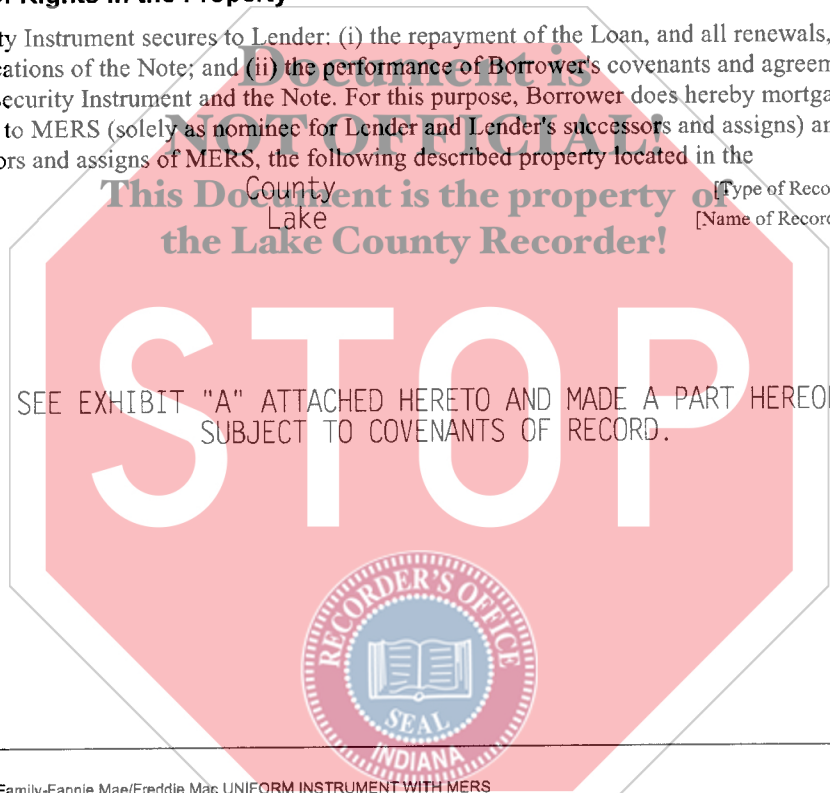 of Rights in the Property
ty Instrument secures to Lender: (i) the repayment of the Loan, and all renewals,
cations of the Note; and (ii) the performance of Borrower's covenants and agreem
Security Instrument and the Note. For this purpose, Borrower does hereby mortga
to MERS (solely as nominee for Lender and Lender's successors and assigns) an
ors and assigns of MERS, the following described property located in the
Document is
NOT OFFICIAL!
This Document is the property of
the Lake County Recorder!
County [Type of Reco
Lake [Name of Record
STOP
SEE EXHIBIT "A" ATTACHED HERETO AND MADE A PART HEREOF
SUBJECT TO COVENANTS OF RECORD.
RECORDER'S OFFICE
SEAL
INDIANA
Family-Fannie Mae/Freddie Mac UNIFORM INSTRUMENT WITH MERS